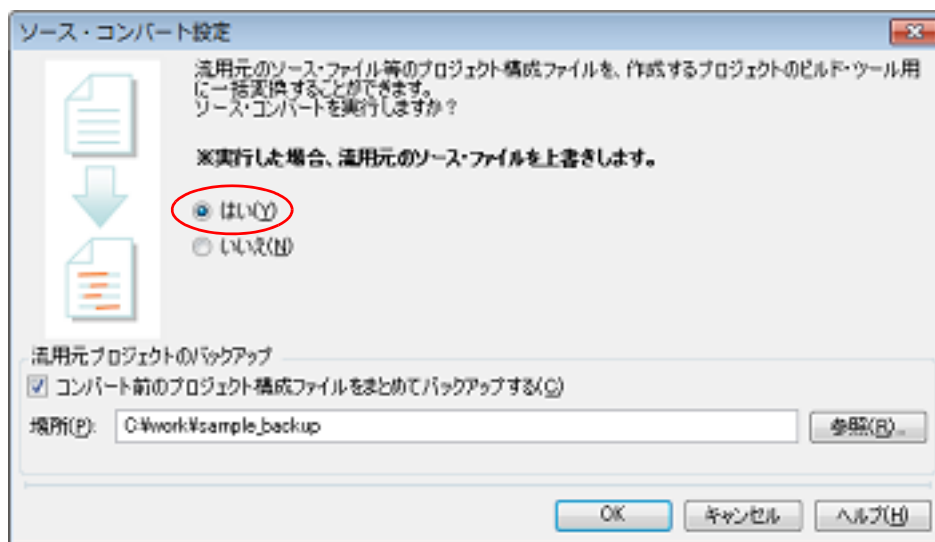 ソース・コンバート設定
流用元のソース・ファイル等のプロジェクト構成ファイルを、作成するプロジェクトのビルド・ツール用
に一括変換することができます。
ソース・コンバートを実行しますか?
※実行した場合、流用元のソース・ファイルを上書きします。
はい(Y)
いいえ(N)
流用元プロジェクトのバックアップ
コンバート前のプロジェクト構成ファイルをまとめてバックアップする(C)
場所(P):
C:¥work¥sample_backup
参照(R)...
OK
キャンセル
ヘルプ(H)